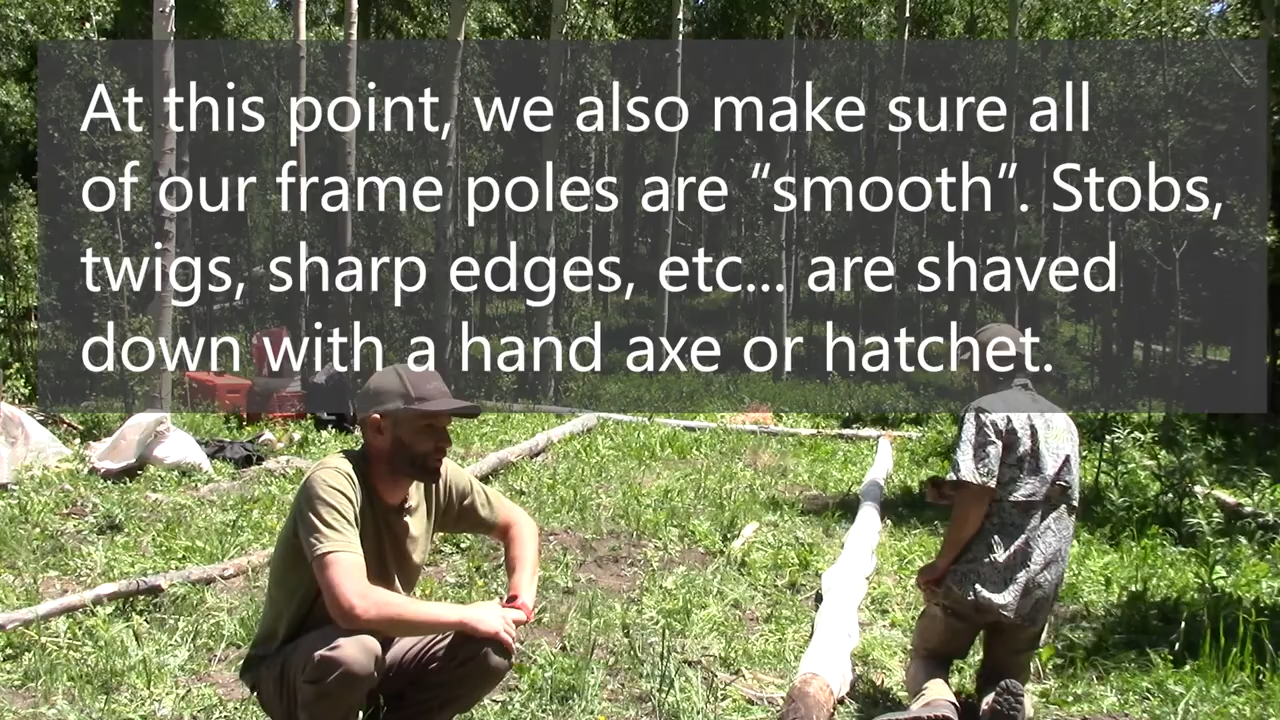 At this point, we also make sure all
of our frame poles are “smooth”. Stobs,
twigs, sharp edges, etc... are shaved
down with a hand axe or hatchet.